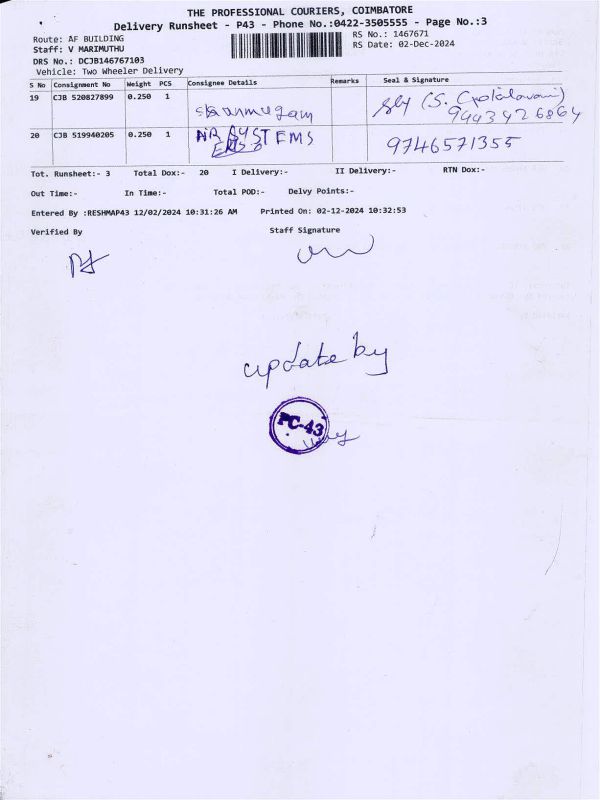 THE PROFESSIONAL COURIERS, COIMBATORE
Delivery Runsheet - P43 - Phone No.:0422-3505555 - Page No.:3
Route: AF BUILDING
RS No.: 1467671
Staff: V MARIMUTHU
RS Date: 02-Dec-2024
DRS No.: DCJB146767103
Vehicle: Two Wheeler Delivery
S No Consignment No Weight PCS Consignee Details Remarks Seal & Signature
19 CJB 520827899 0.250 1 shanmugam
20 CJB 519940205 0.250 1 SYSTEMS 9746571355
Tot. Runsheet:- 3 Total Dox:- 20 I Delivery:- II Delivery:- RTN Dox:-
Out Time:- In Time:- Total POD:- Delvy Points:-
Entered By :RESHMAP43 12/02/2024 10:31:26 AM Printed On: 02-12-2024 10:32:53
Verified By Staff Signature
update by
PC-43